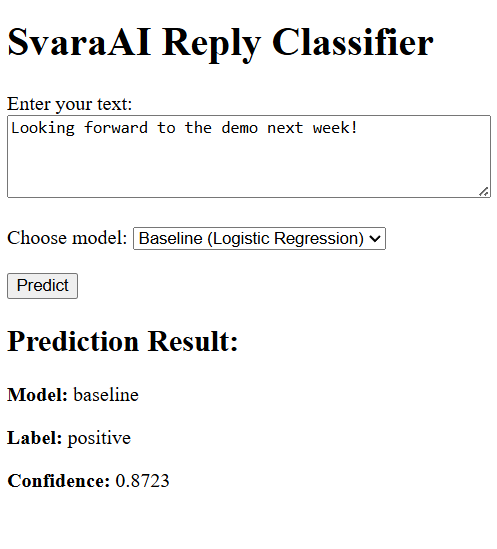 SvaraAI Reply Classifier
Enter your text:
Looking forward to the demo next week!
Choose model: Baseline (Logistic Regression)
Predict
Prediction Result:
Model: baseline
Label: positive
Confidence: 0.8723